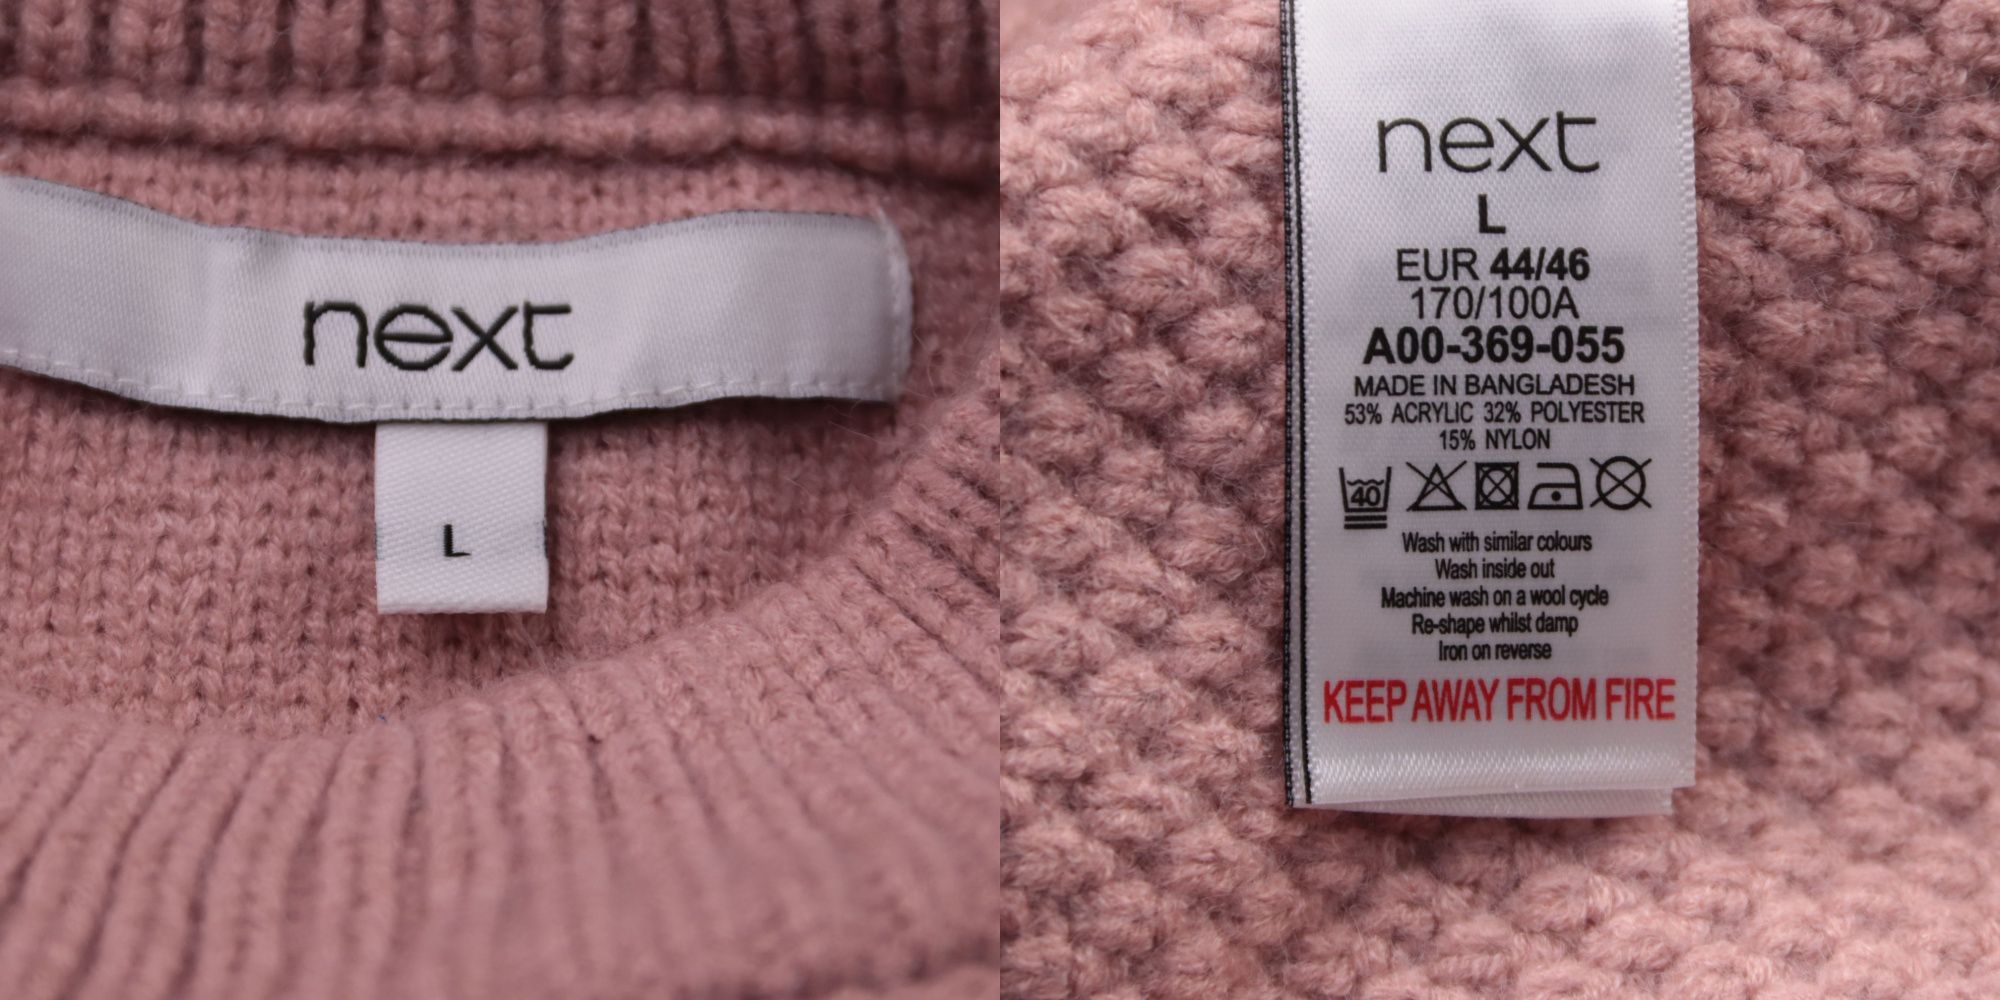 next
L
next
L
EUR 44/46
170/100A
A00-369-055
MADE IN BANGLADESH
53% ACRYLIC 32% POLYESTER
15% NYLON
40
Wash with similar colours
Wash inside out
Machine wash on a wool cycle
Re-shape whilst damp
Iron on reverse
KEEP AWAY FROM FIRE